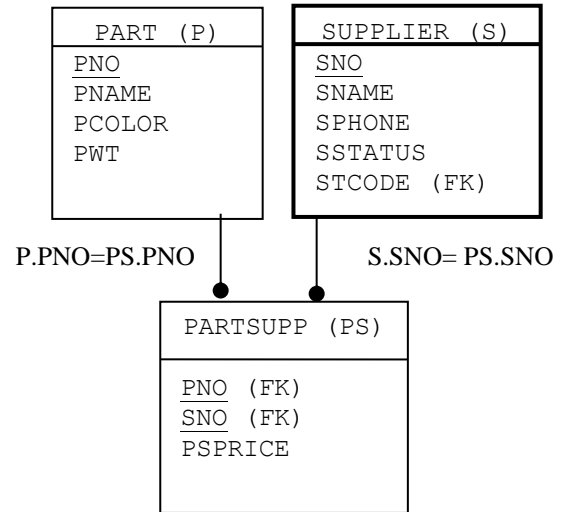 PART (P)
PNO
PNAME
PCOLOR
PWT
SUPPLIER (S)
SNO
SNAME
SPHONE
SSTATUS
STCODE (FK)
P.PNO=PS.PNO
S.SNO= PS.SNO
PARTSUPP (PS)
PNO (FK)
SNO (FK)
PSPRICE